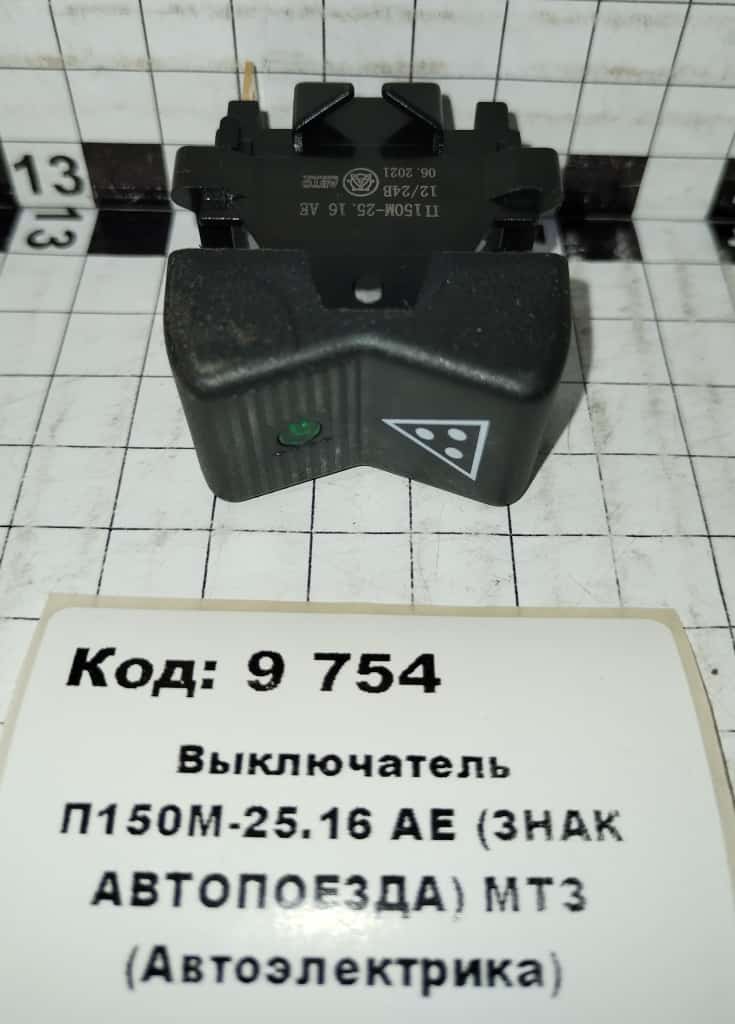 13
13
П150М-25.16 АЕ
12/24В
06.2021
Код: 9 754
Выключатель
П150М-25.16 АЕ (ЗНАК
АВТОПОЕЗДА) МТЗ
(Автоэлектрика)